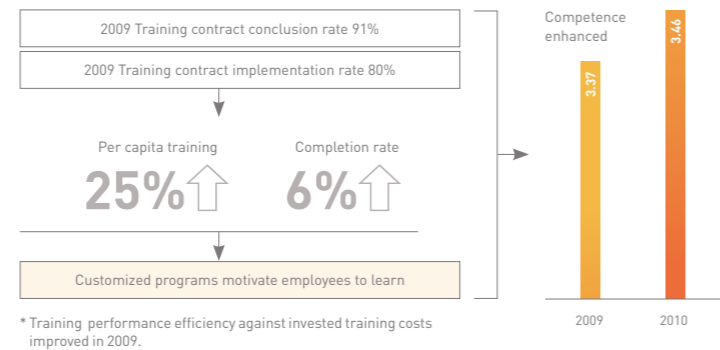 2009 Training contract conclusion rate 91%
2009 Training contract implementation rate 80%
Per capita training
25%
Completion rate
6%
Customized programs motivate employees to learn
* Training performance efficiency against invested training costs
improved in 2009.
Competence
enhanced
3.37
3.46
2009
2010